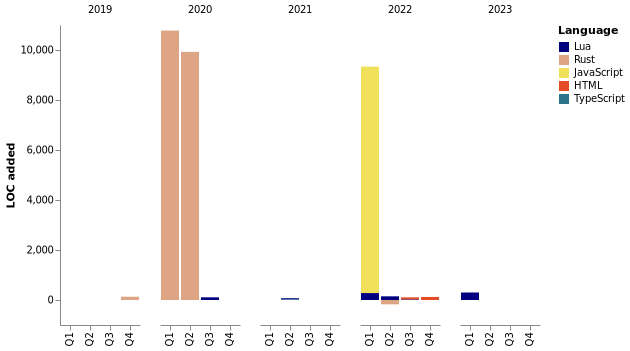 2019 2020 2021 2022 2023
Language
Lua
Rust
JavaScript
HTML
TypeScript
LOC added
10,000
8,000
6,000
4,000
2,000
0
Q1 Q2 Q3 Q4 Q1 Q2 Q3 Q4 Q1 Q2 Q3 Q4 Q1 Q2 Q3 Q4 Q1 Q2 Q3 Q4